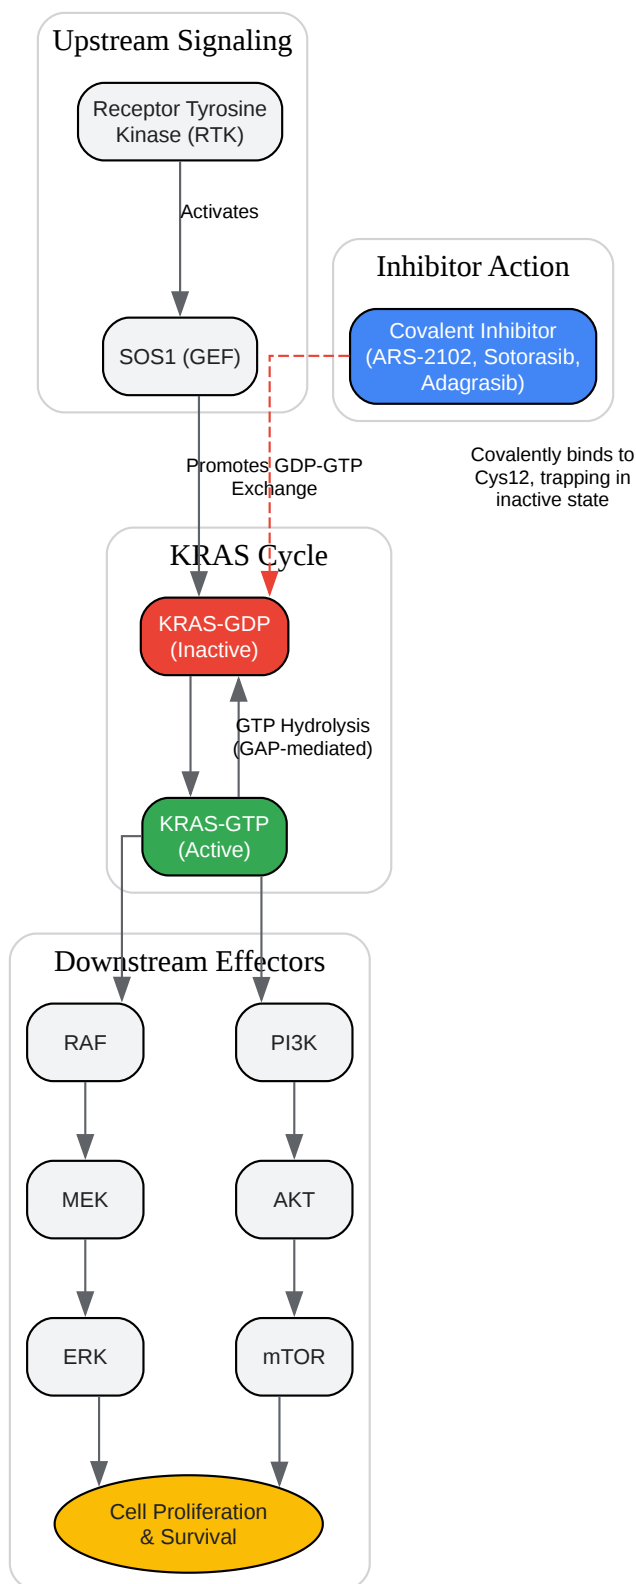 Upstream Signaling
Receptor Tyrosine
Kinase (RTK)
Activates
SOS1 (GEF)
Inhibitor Action
Covalent Inhibitor
(ARS-2102, Sotorasib,
Adagrasib)
Promotes GDP-GTP
Exchange
Covalently binds to
Cys12, trapping in
inactive state
KRAS Cycle
KRAS-GDP
(Inactive)
GTP Hydrolysis
(GAP-mediated)
KRAS-GTP
(Active)
Downstream Effectors
RAF
PI3K
MEK
AKT
ERK
mTOR
Cell Proliferation
& Survival